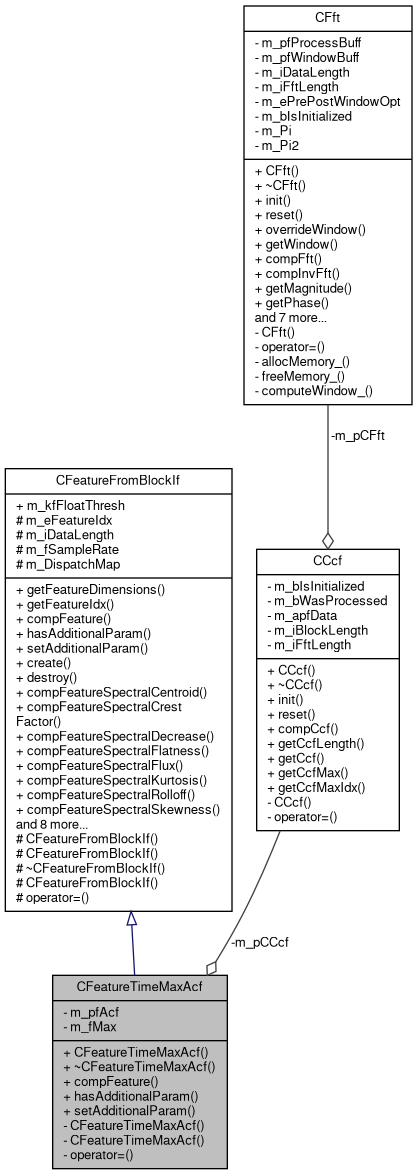 CFft
- m_pfProcessBuff
- m_pfWindowBuff
- m_iDataLength
- m_iFftLength
- m_ePrePostWindowOpt
- m_bIsInitialized
- m_Pi
- m_Pi2
+ CFft()
+ ~CFft()
+ init()
+ reset()
+ overrideWindow()
+ getWindow()
+ compFft()
+ compInvFft()
+ getMagnitude()
+ getPhase()
and 7 more...
- CFft()
- operator=()
- allocMemory_()
- freeMemory_()
- computeWindow_()
-m_pCFft
CFeatureFromBlockIf
+ m_kfFloatThresh
# m_eFeatureIdx
# m_iDataLength
# m_fSampleRate
# m_DispatchMap
+ getFeatureDimensions()
+ getFeatureIdx()
+ compFeature()
+ hasAdditionalParam()
+ setAdditionalParam()
+ create()
+ destroy()
+ compFeatureSpectralCentroid()
+ compFeatureSpectralCrest
Factor()
+ compFeatureSpectralDecrease()
+ compFeatureSpectralFlatness()
+ compFeatureSpectralFlux()
+ compFeatureSpectralKurtosis()
+ compFeatureSpectralRolloff()
+ compFeatureSpectralSkewness()
and 8 more...
# CFeatureFromBlockIf()
# CFeatureFromBlockIf()
# ~CFeatureFromBlockIf()
# CFeatureFromBlockIf()
# operator=()
CCcf
- m_bIsInitialized
- m_bWasProcessed
- m_apfData
- m_iBlockLength
- m_iFftLength
+ CCcf()
+ ~CCcf()
+ init()
+ reset()
+ compCcf()
+ getCcfLength()
+ getCcf()
+ getCcfMax()
+ getCcfMaxIdx()
- CCcf()
- operator=()
-m_pCCcf
CFeatureTimeMaxAcf
- m_pfAcf
- m_fMax
+ CFeatureTimeMaxAcf()
+ ~CFeatureTimeMaxAcf()
+ compFeature()
+ hasAdditionalParam()
+ setAdditionalParam()
- CFeatureTimeMaxAcf()
- CFeatureTimeMaxAcf()
- operator=()